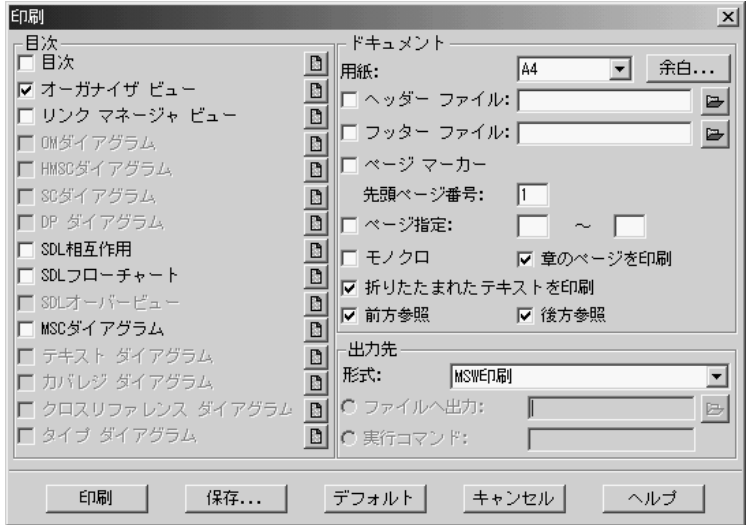 印刷
目次
目次
オーガナイザ ビュー
リンク マネージャ ビュー
OMダイアグラム
HMSCダイアグラム
SCダイアグラム
DP ダイアグラム
SDL相互作用
SDLフローチャート
SDLオーバービュー
MSCダイアグラム
テキスト ダイアグラム
カバレジ ダイアグラム
クロスリファレンス ダイアグラム
タイプ ダイアグラム
ドキュメント
用紙: A4 余白...
ヘッダー ファイル:
フッター ファイル:
ページ マーカー
先頭ページ番号: 1
ページ指定: ～
モノクロ 章のページを印刷
折りたたまれたテキストを印刷
前方参照 後方参照
出力先
形式: MSW印刷
ファイルへ出力:
実行コマンド:
印刷 保存... デフォルト キャンセル ヘルプ